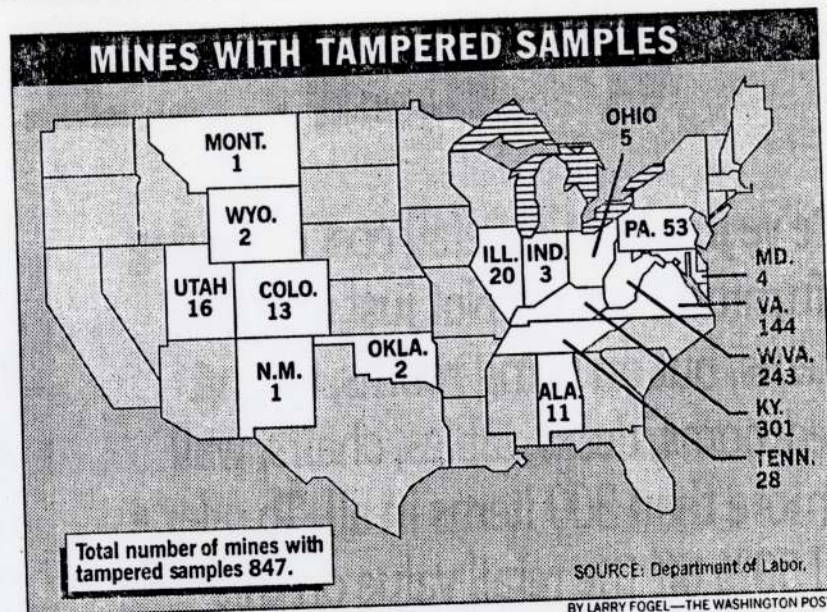 MINES WITH TAMPERED SAMPLES
OHIO
5
MONT.
1
WYO.
2
PA. 53
ILL.
20
IND.
3
MD.
4
UTAH
16
COLO.
13
VA.
144
OKLA.
2
W.VA.
243
N.M.
1
ALA.
11
KY.
301
TENN.
28
Total number of mines with
tampered samples 847.
SOURCE: Department of Labor.
BY LARRY FOGEL—THE WASHINGTON POST